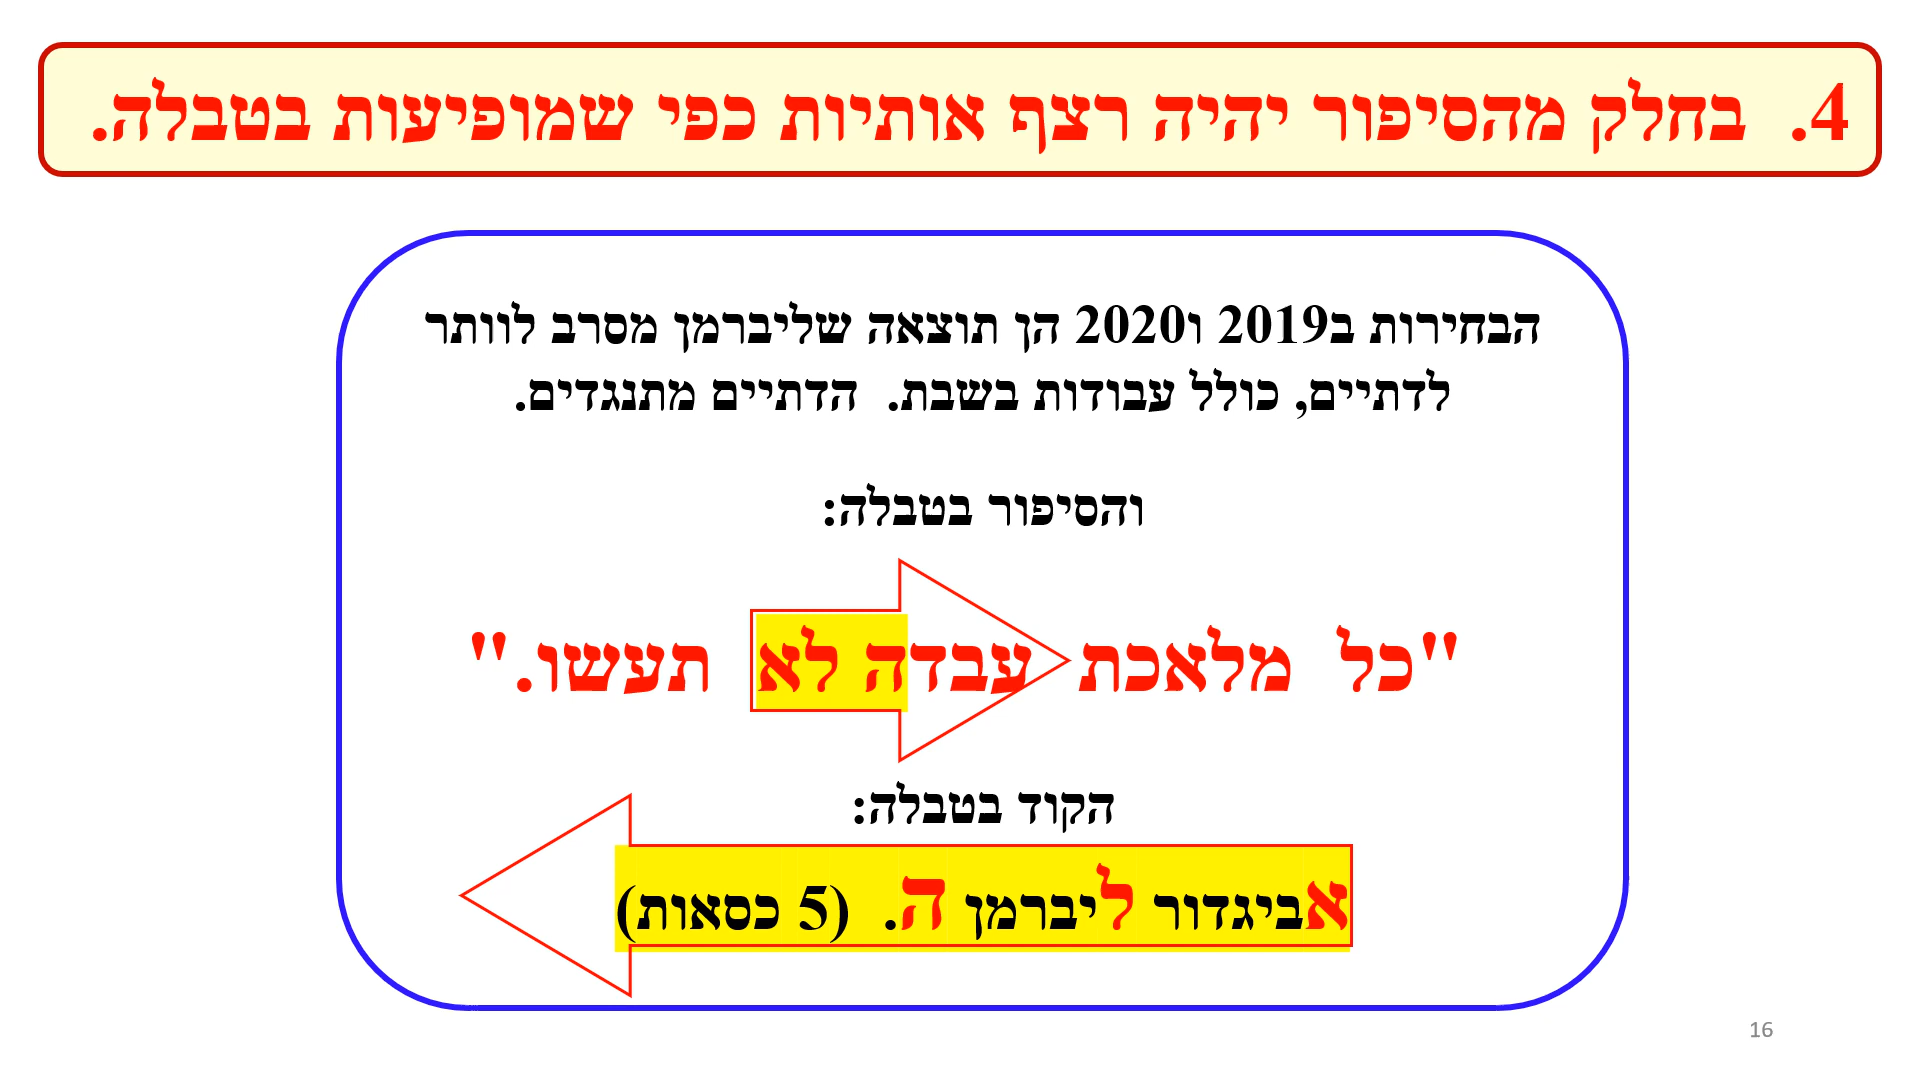 4. בחלק מהסיפור יהיה רצף אותיות כפי שמופיעות בטבלה.
הבחירות ב2019 ו2020 הן תוצאה שליברמן מסרב לוותר
לדתיים, כולל עבודות בשבת. הדתיים מתנגדים.
והסיפור בטבלה:
"כל מלאכת עבדה לא תעשו."
הקוד בטבלה:
אביגדור ליברמן ה. (5 כסאות)
16